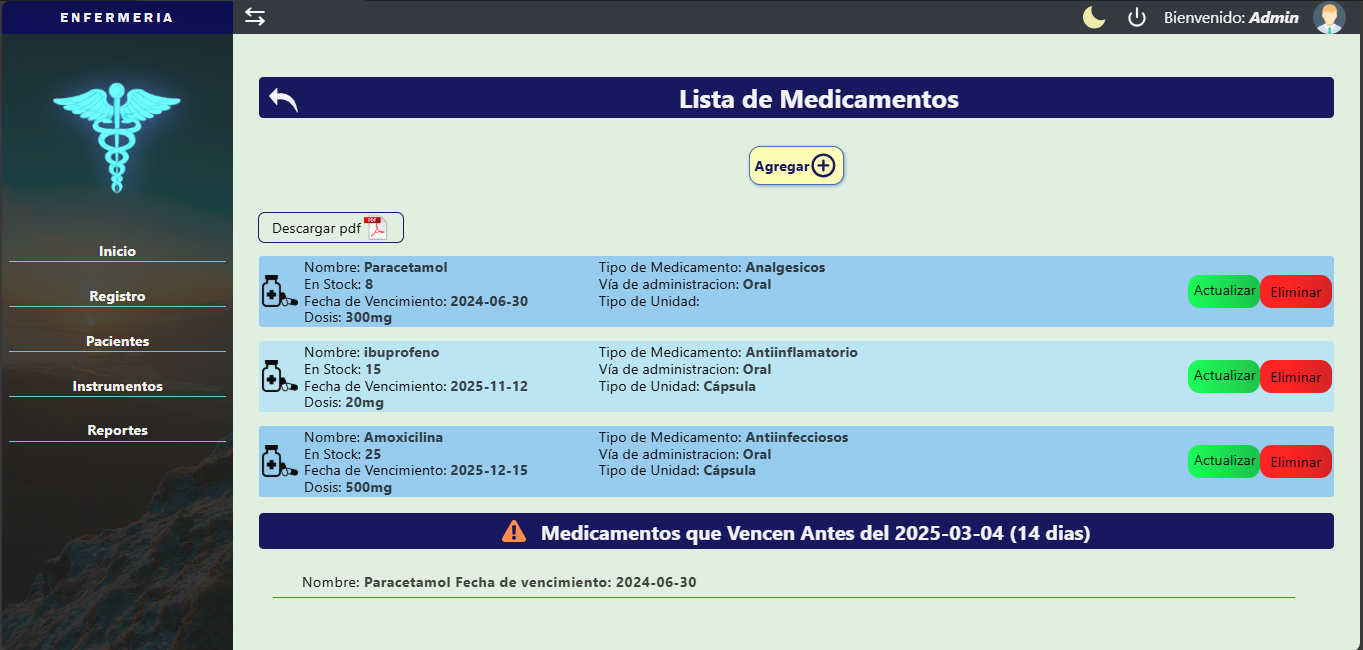 ENFERMERIA
Bienvenido: Admin
Inicio
Registro
Pacientes
Instrumentos
Reportes
Lista de Medicamentos
Agregar
Descargar pdf
PDF
Nombre: Paracetamol
En Stock: 8
Fecha de Vencimiento: 2024-06-30
Dosis: 300mg
Tipo de Medicamento: Analgesicos
Vía de administracion: Oral
Tipo de Unidad:
Actualizar
Eliminar
Nombre: ibuprofeno
En Stock: 15
Fecha de Vencimiento: 2025-11-12
Dosis: 20mg
Tipo de Medicamento: Antiinflamatorio
Vía de administracion: Oral
Tipo de Unidad: Cápsula
Actualizar
Eliminar
Nombre: Amoxicilina
En Stock: 25
Fecha de Vencimiento: 2025-12-15
Dosis: 500mg
Tipo de Medicamento: Antiinfecciosos
Vía de administracion: Oral
Tipo de Unidad: Cápsula
Actualizar
Eliminar
Medicamentos que Vencen Antes del 2025-03-04 (14 dias)
Nombre: Paracetamol Fecha de vencimiento: 2024-06-30